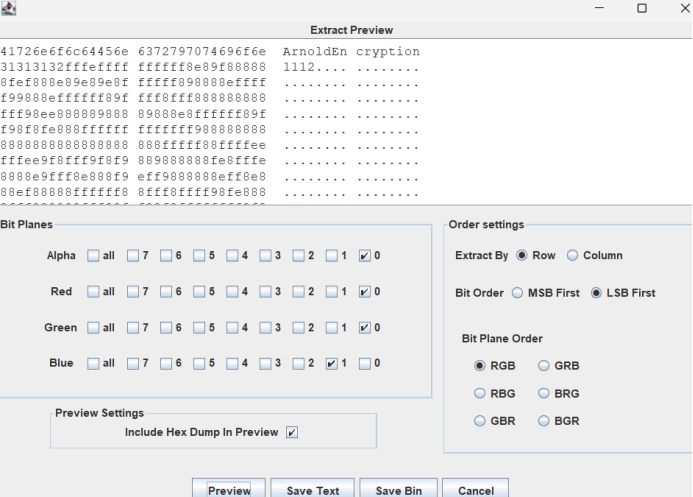 Extract Preview
41726e6f6c64456e 6372797074696f6e ArnoldEn cryption
31313132fffeffff ffffff8e89f88888 1112.... ........
8fef888e89e89e8f ffffff898888effff ........ ........
f99888effffff89f fff8fff888888888 ........ ........
fff98ee888889888 89888e8ffffff89f ........ ........
f98f8fe888ffffff fffffff988888888 ........ ........
8888888888888888 888fffff88ffffee ........ ........
fffee9f8fff9f8f9 889888888fe8fffe ........ ........
8888e9fff8e888f9 eff9888888eff8e8 ........ ........
88ef88888ffffff8 8fff8ffff98fe888 ........ ........
Bit Planes
Alpha all 7 6 5 4 3 2 1 0
Red all 7 6 5 4 3 2 1 0
Green all 7 6 5 4 3 2 1 0
Blue all 7 6 5 4 3 2 1 0
Preview Settings
Include Hex Dump In Preview
Order settings
Extract By Row Column
Bit Order MSB First LSB First
Bit Plane Order
RGB GRB
RBG BRG
GBR BGR
Preview Save Text Save Bin Cancel